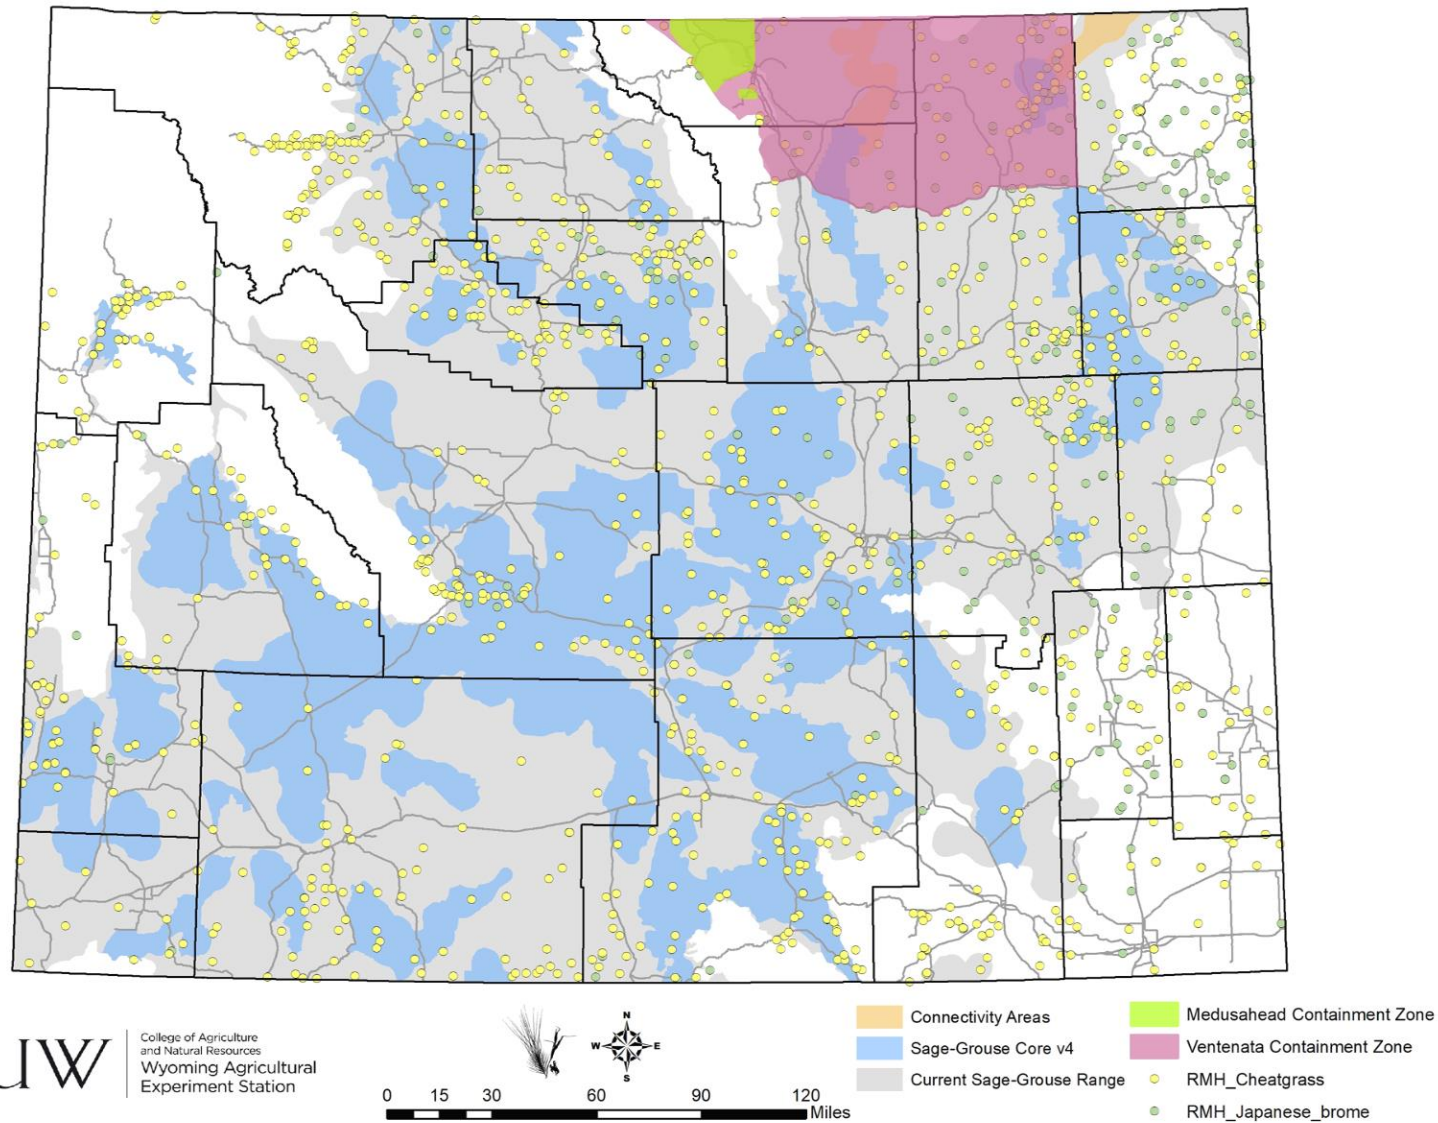 UW
College of Agriculture
and Natural Resources
Wyoming Agricultural
Experiment Station
N
W
E
S
0 15 30 60 90 120
Miles
Connectivity Areas
Sage-Grouse Core v4
Current Sage-Grouse Range
Medusahead Containment Zone
Ventenata Containment Zone
RMH_Cheatgrass
RMH_Japanese_brome